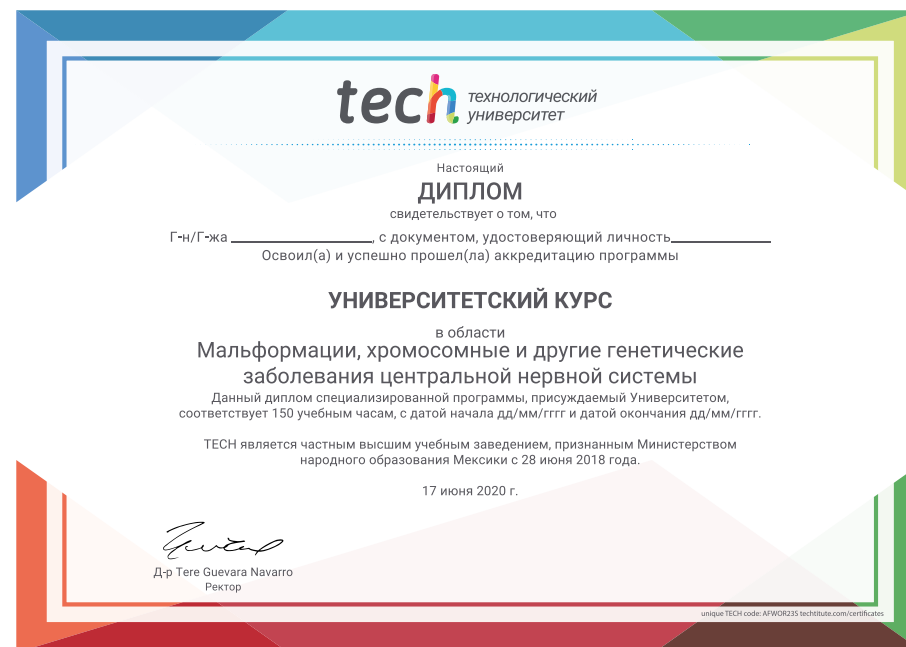 tech технологический
университет
Настоящий
ДИПЛОМ
свидетельствует о том, что
Г-н/Г-жа ____________________, с документом, удостоверяющий личность______________
Освоил(а) и успешно прошел(ла) аккредитацию программы
УНИВЕРСИТЕТСКИЙ КУРС
в области
Мальформации, хромосомные и другие генетические
заболевания центральной нервной системы
Данный диплом специализированной программы, присуждаемый Университетом,
соответствует 150 учебным часам, с датой начала дд/мм/гггг и датой окончания дд/мм/гггг.
TECH является частным высшим учебным заведением, признанным Министерством
народного образования Мексики с 28 июня 2018 года.
17 июня 2020 г.
Д-р Tere Guevara Navarro
Ректор
unique TECH code: AFWOR23S techtitute.com/certificates